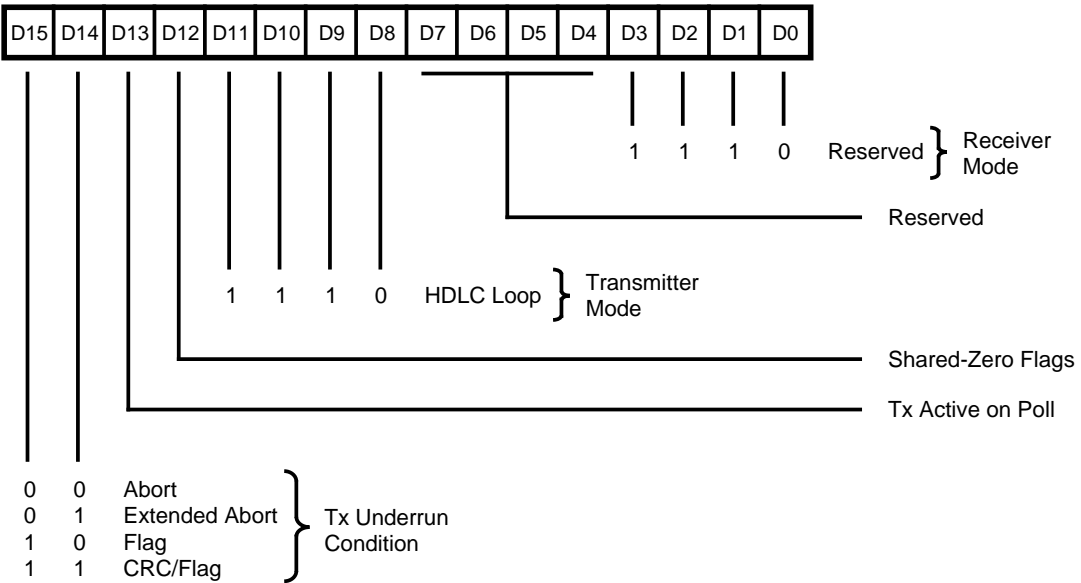 D15 D14 D13 D12 D11 D10 D9 D8 D7 D6 D5 D4 D3 D2 D1 D0
1 1 1 0 Reserved Receiver
Mode
Reserved
1 1 1 0 HDLC Loop Transmitter
Mode
Shared-Zero Flags
Tx Active on Poll
0 0 Abort
0 1 Extended Abort Tx Underrun
1 0 Flag Condition
1 1 CRC/Flag